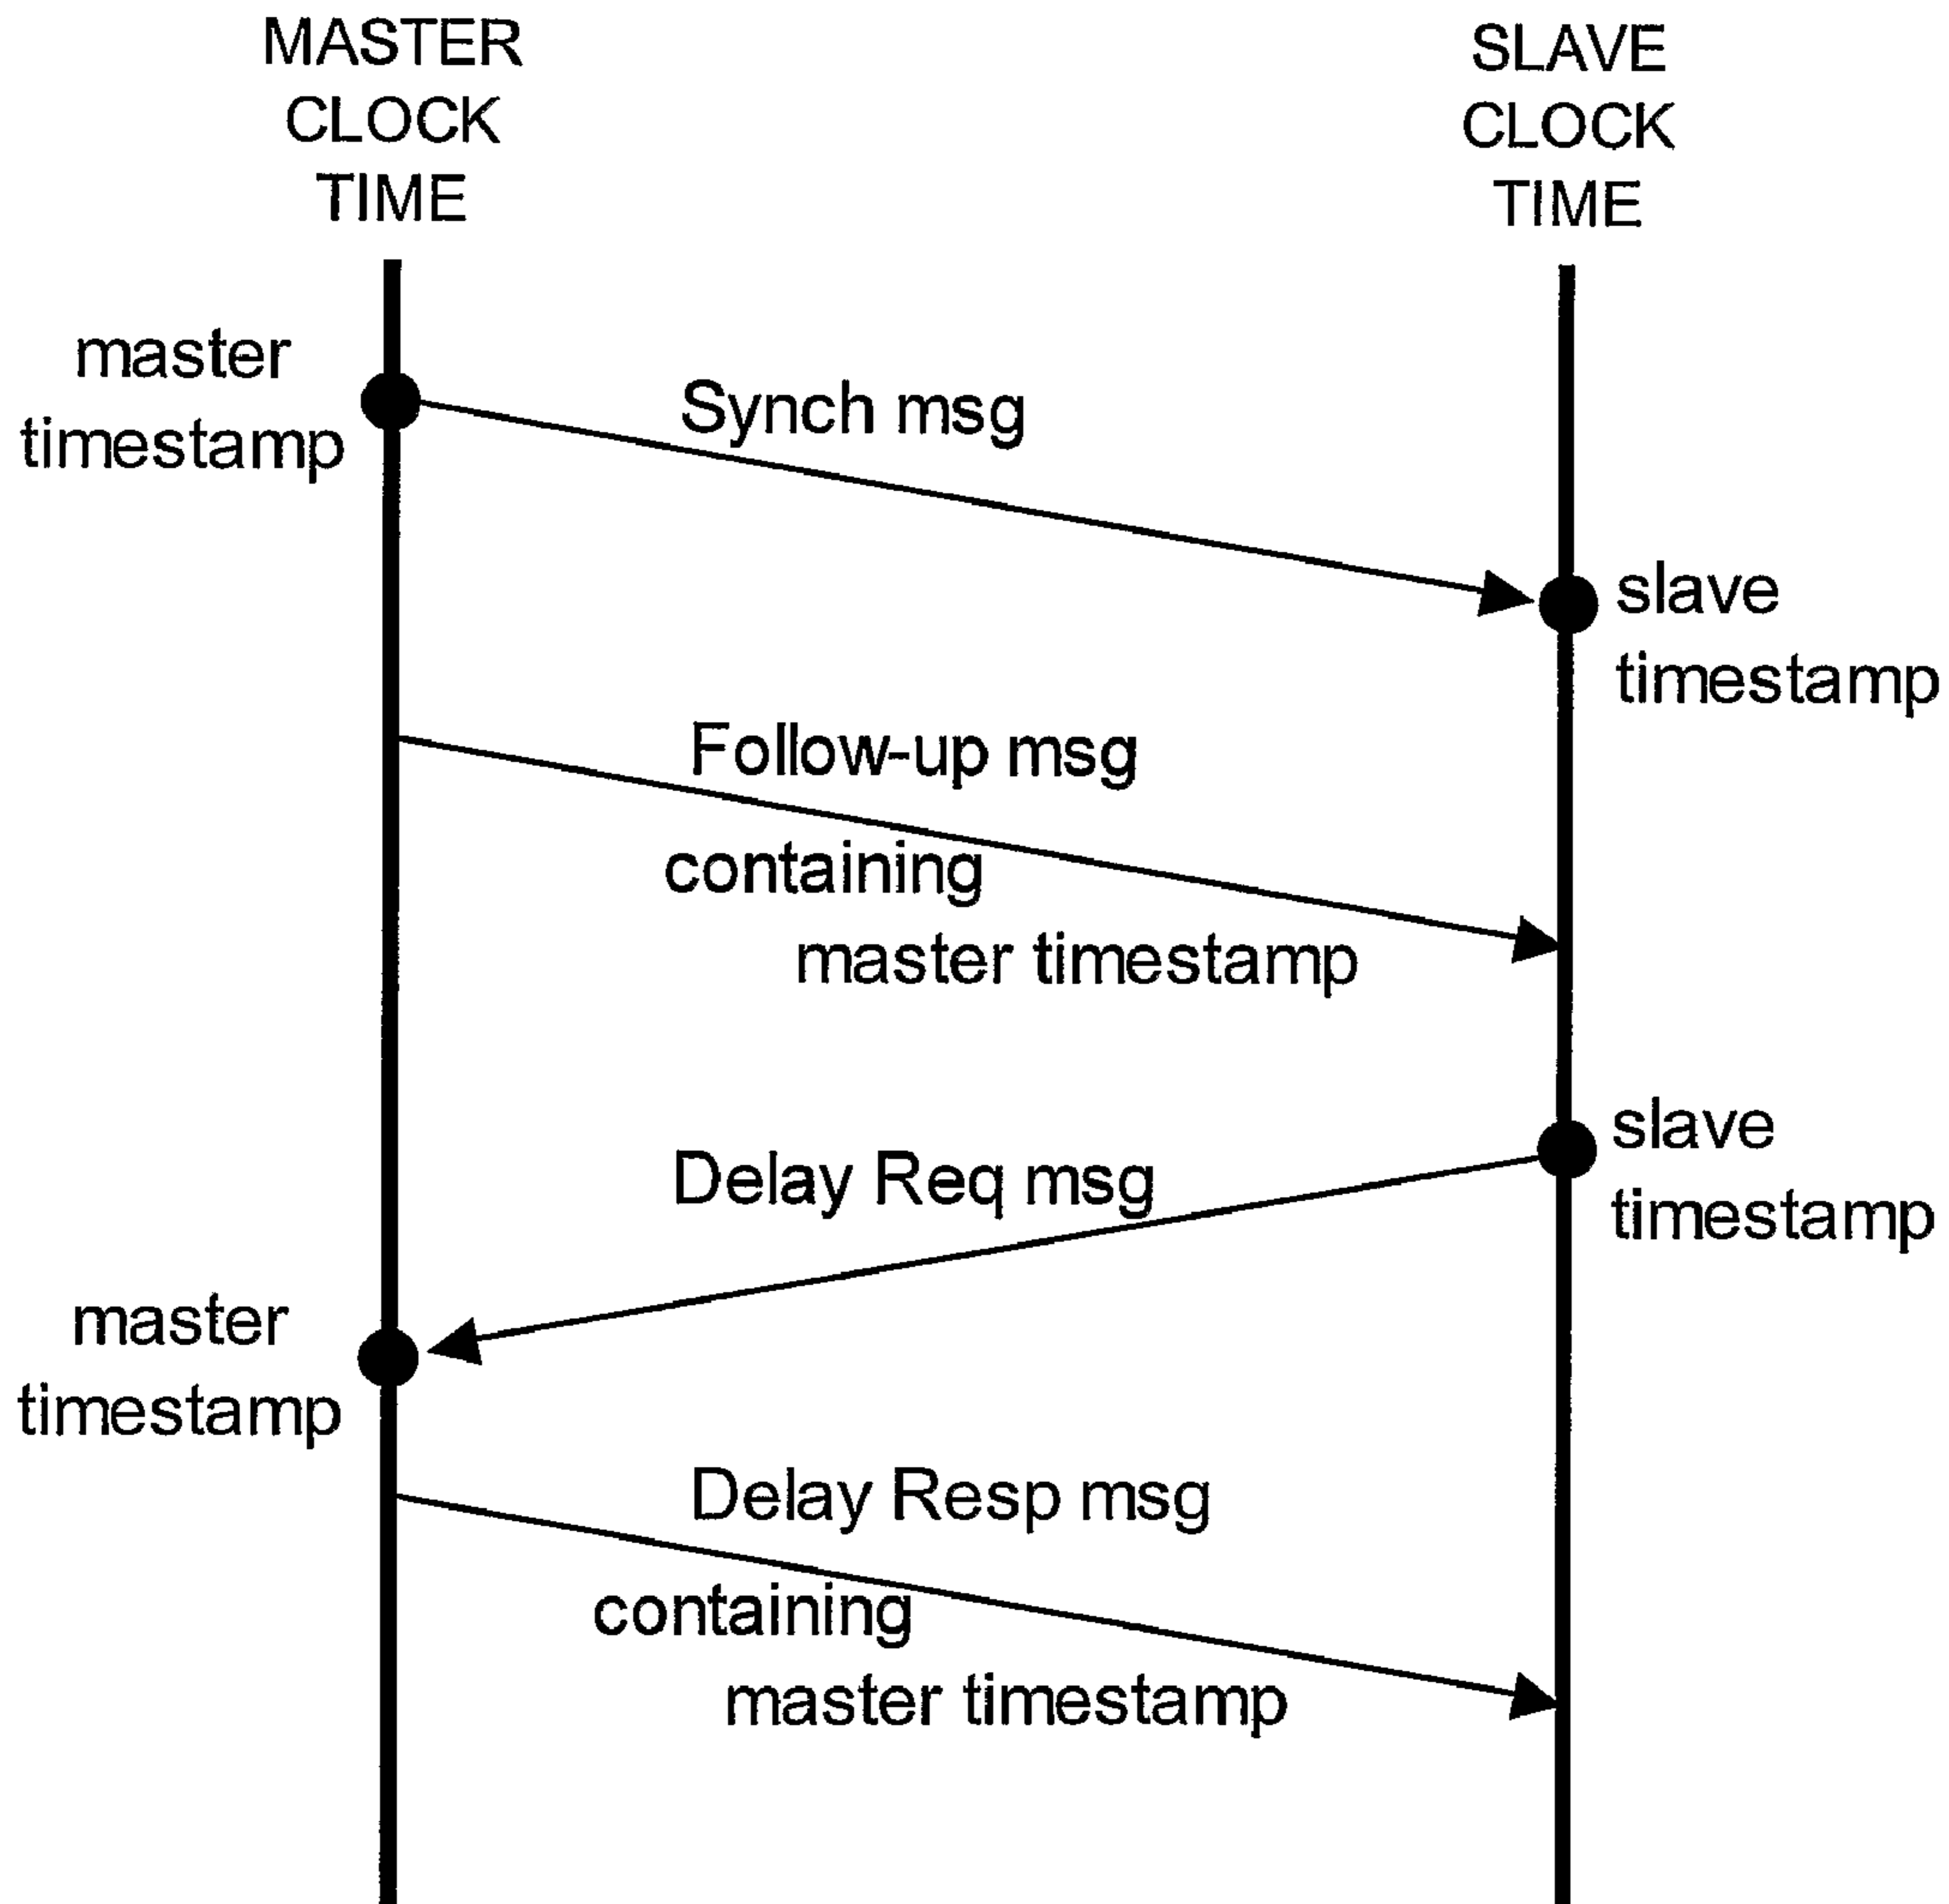 MASTER
CLOCK
TIME
SLAVE
CLOCK
TIME
master
timestamp
Synch msg
slave
timestamp
Follow-up msg
containing
master timestamp
slave
timestamp
Delay Req msg
master
timestamp
Delay Resp msg
containing
master timestamp